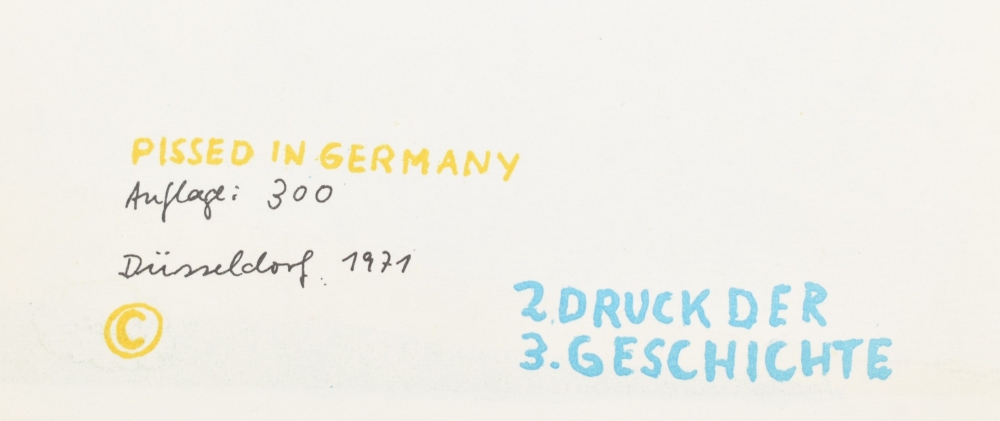 PISSED IN GERMANY
Auflage: 300
Düsseldorf. 1971
©
2.DRUCK DER
3.GESCHICHTE